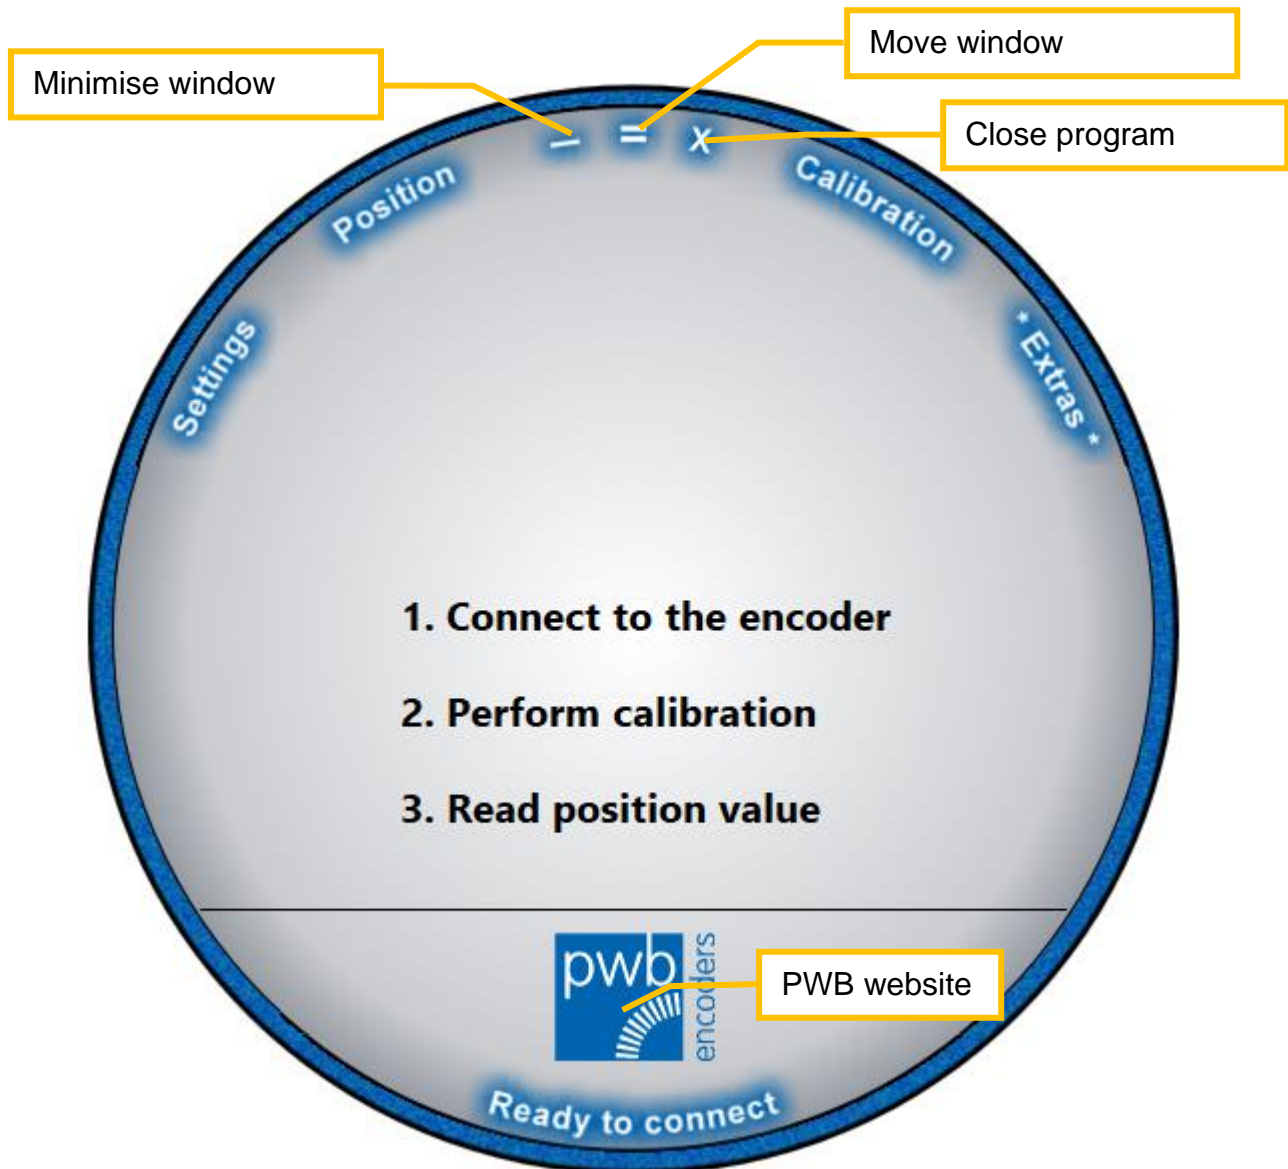 Move window
Minimise window
Close program
— = X
Position
Calibration
Settings
* Extras *
1. Connect to the encoder
2. Perform calibration
3. Read position value
pwb
encoders
PWB website
Ready to connect